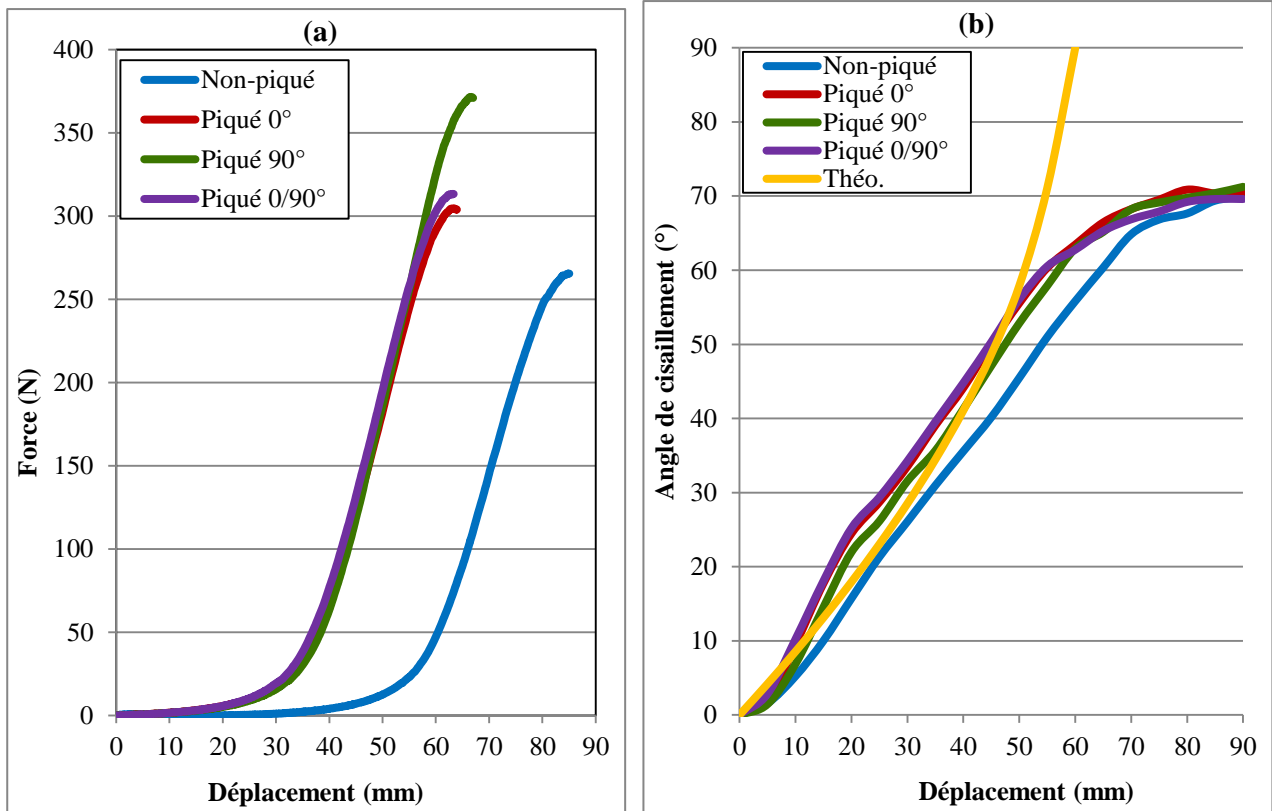 (a)
400
350
300
250
200
150
100
50
0
Force (N)
Non-piqué
Piqué 0°
Piqué 90°
Piqué 0/90°
0 10 20 30 40 50 60 70 80 90
Déplacement (mm)
(b)
90
80
70
60
50
40
30
20
10
0
Angle de cisaillement (°)
Non-piqué
Piqué 0°
Piqué 90°
Piqué 0/90°
Théo.
0 10 20 30 40 50 60 70 80 90
Déplacement (mm)